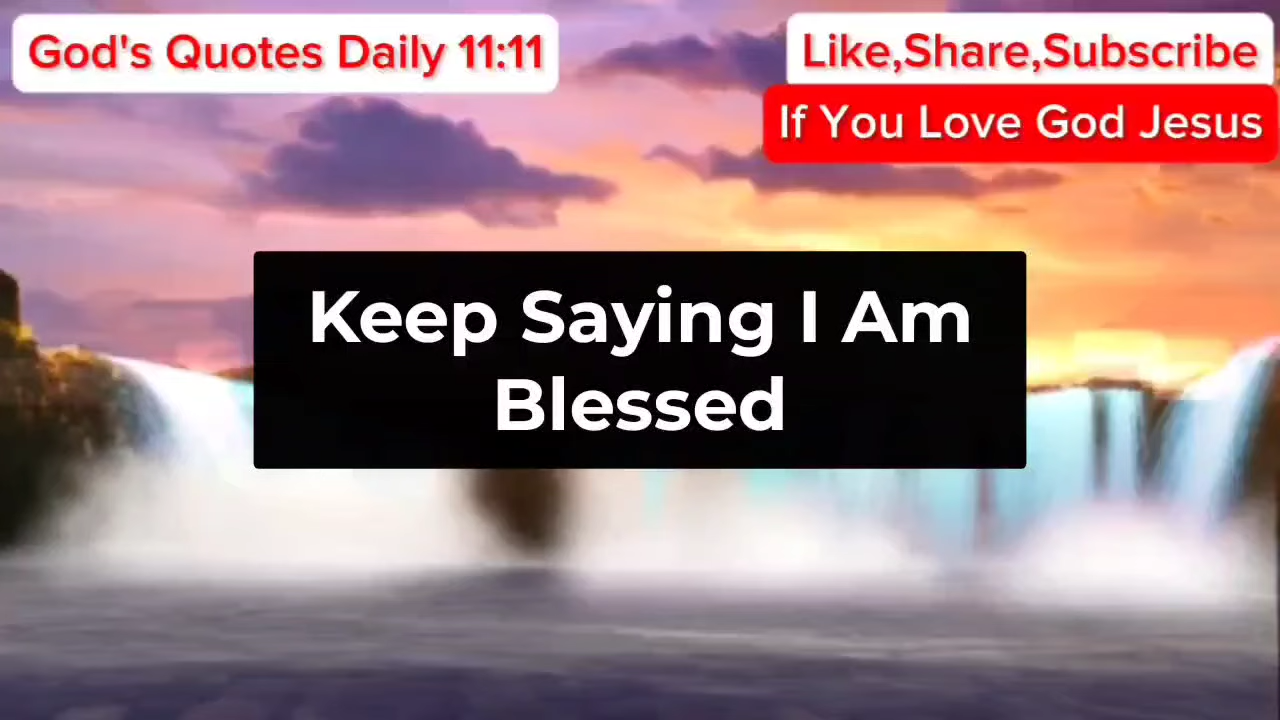 God's Quotes Daily 11:11
Like,Share,Subscribe
If You Love God Jesus
Keep Saying I Am
Blessed